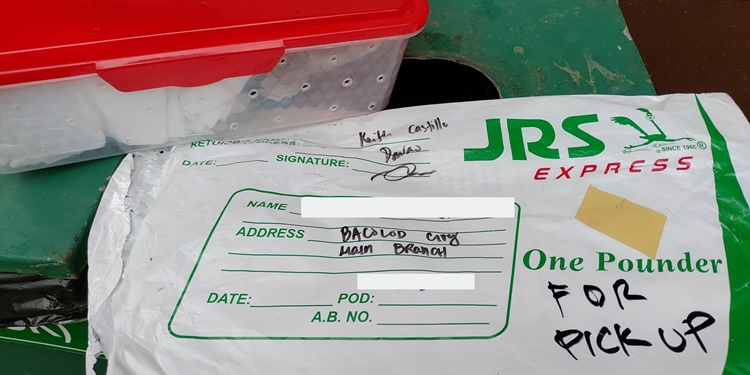 Keith Castillo
RETURN
Davao
DATE: SIGNATURE:
JRS
EXPRESS
SINCE 1960 ®
NAME
ADDRESS BACOLOD City
Main BRANCH
DATE: POD:
A.B. NO.
One Pounder
FOR
PICK UP